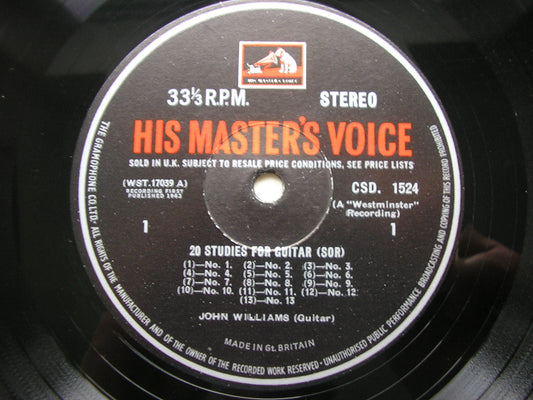 HIS MASTER'S VOICE
33⅓ R.P.M. STEREO
HIS MASTER'S VOICE
SOLD IN U.K. SUBJECT TO RESALE PRICE CONDITIONS, SEE PRICE LISTS
(WST.17039 A) CSD. 1524
RECORDING FIRST (A "Westminster"
PUBLISHED 1963 Recording)
1 1
20 STUDIES FOR GUITAR (SOR)
(1)—No. 1. (2)—No. 2. (3)—No. 3.
(4)—No. 4. (5)—No. 5. (6)—No. 6.
(7)—No. 7. (8)—No. 8. (9)—No. 9.
(10)—No. 10. (11)—No. 11. (12)—No. 12
(13)—No. 13
JOHN WILLIAMS (Guitar)
MADE IN Gt. BRITAIN
THE GRAMOPHONE CO. LTD.- ALL RIGHTS OF THE MANUFACTURER AND OF THE OWNER OF THE RECORDED WORK RESERVED - UNAUTHORISED PUBLIC PERFORMANCE BROADCASTING AND COPYING OF THIS RECORD PROHIBITED